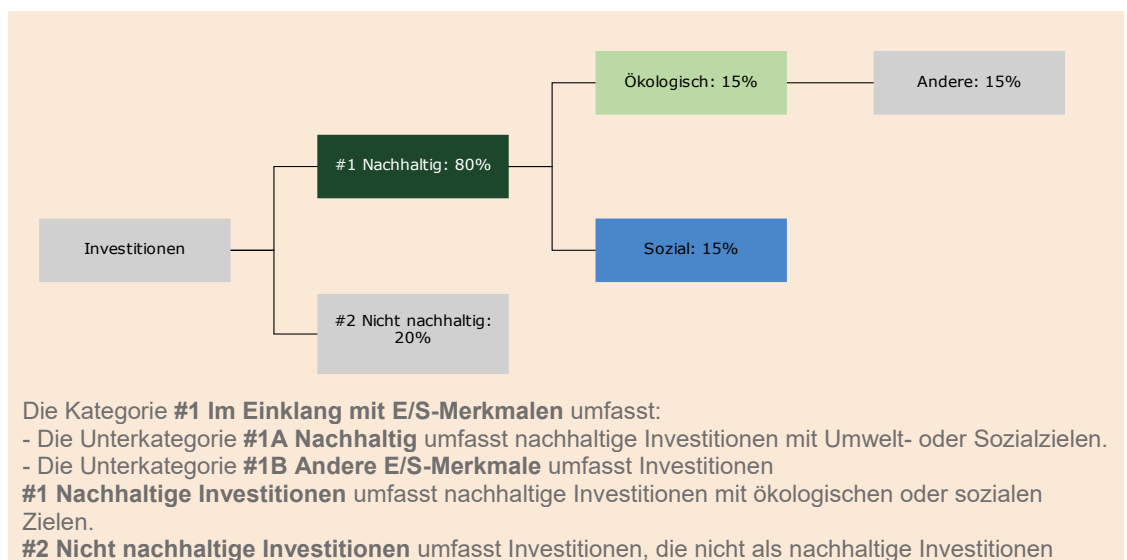 Ökologisch: 15%
Andere: 15%
#1 Nachhaltig: 80%
Investitionen
Sozial: 15%
#2 Nicht nachhaltig:
20%
Die Kategorie #1 Im Einklang mit E/S-Merkmalen umfasst:
- Die Unterkategorie #1A Nachhaltig umfasst nachhaltige Investitionen mit Umwelt- oder Sozialzielen.
- Die Unterkategorie #1B Andere E/S-Merkmale umfasst Investitionen
#1 Nachhaltige Investitionen umfasst nachhaltige Investitionen mit ökologischen oder sozialen
Zielen.
#2 Nicht nachhaltige Investitionen umfasst Investitionen, die nicht als nachhaltige Investitionen